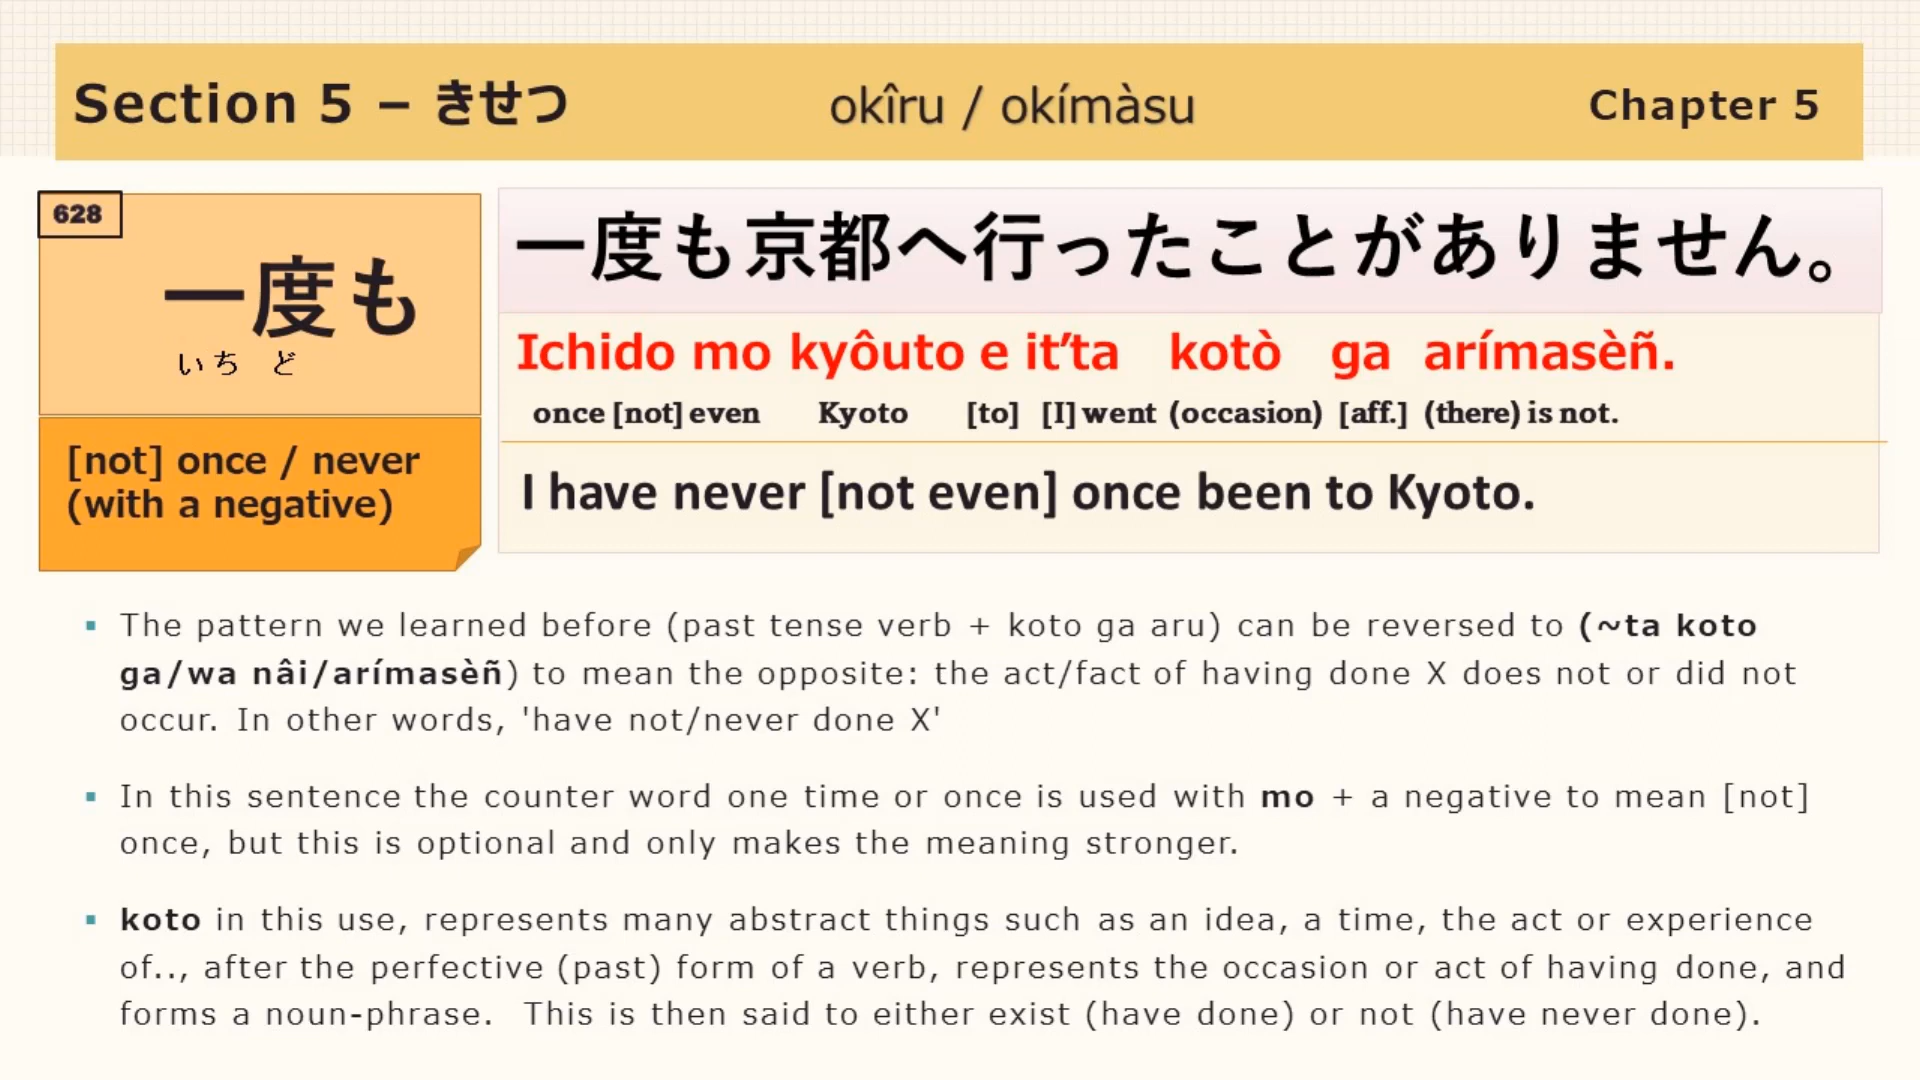 Section 5 – きせつ
okîru / okímàsu
Chapter 5
628
一度も
いち ど
[not] once / never
(with a negative)
一度も京都へ行ったことがありません。
Ichido mo kyôuto e it’ta kotò ga arímasèñ.
once [not] even Kyoto [to] [I] went (occasion) [aff.] (there) is not.
I have never [not even] once been to Kyoto.
▪ The pattern we learned before (past tense verb + koto ga aru) can be reversed to (~ta koto
ga/wa nâi/arímasèñ) to mean the opposite: the act/fact of having done X does not or did not
occur. In other words, 'have not/never done X'
▪ In this sentence the counter word one time or once is used with mo + a negative to mean [not]
once, but this is optional and only makes the meaning stronger.
▪ koto in this use, represents many abstract things such as an idea, a time, the act or experience
of.., after the perfective (past) form of a verb, represents the occasion or act of having done, and
forms a noun-phrase. This is then said to either exist (have done) or not (have never done).